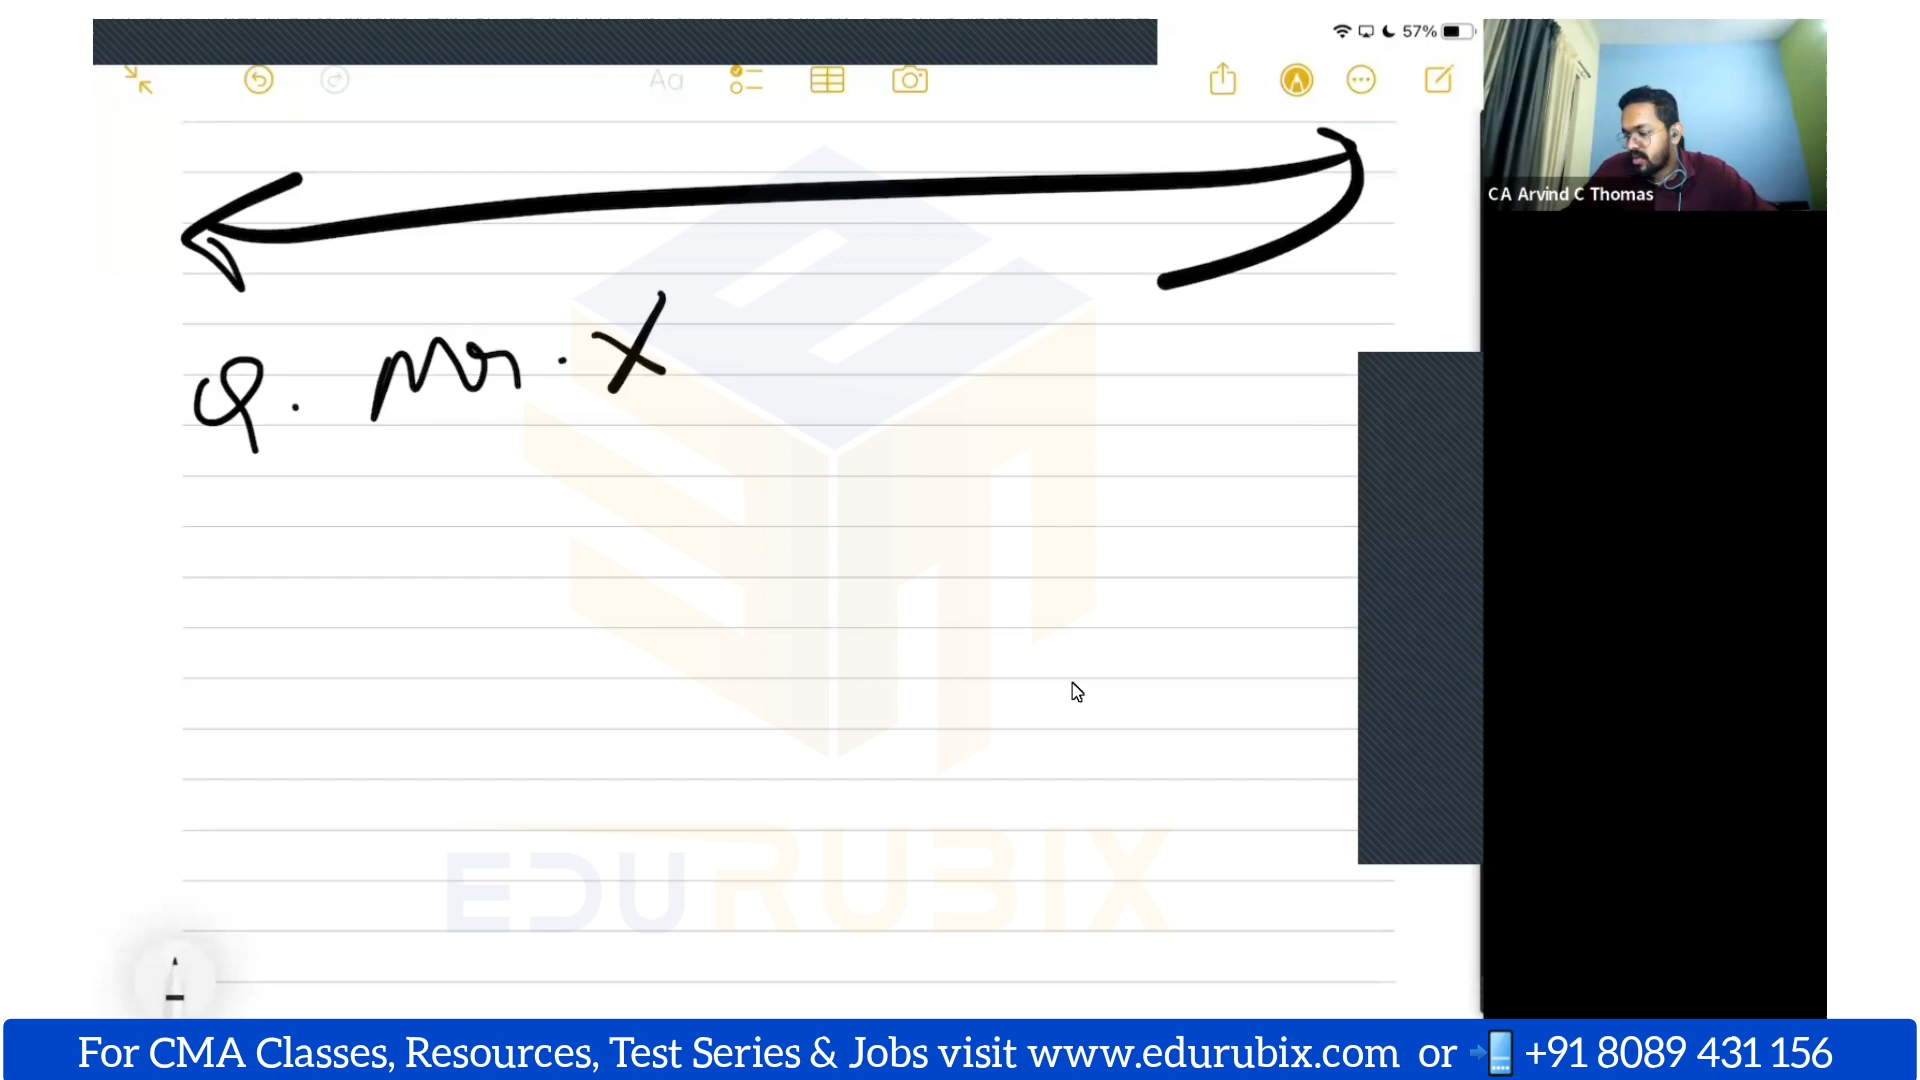 57%
Aa
CA Arvind C Thomas
Q. Mr. X
EDURUBIX
For CMA Classes, Resources, Test Series & Jobs visit www.edurubix.com or +91 8089 431 156